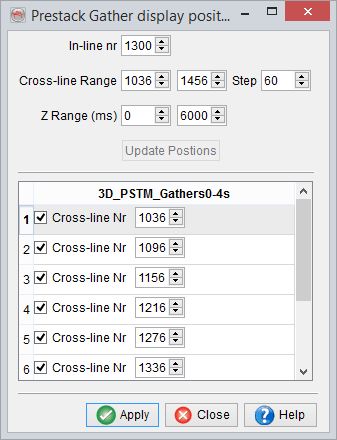 Prestack Gather display posit...
In-line nr 1300
Cross-line Range 1036 1456 Step 60
Z Range (ms) 0 6000
Update Postions
3D_PSTM_Gathers0-4s
1 Cross-line Nr 1036
2 Cross-line Nr 1096
3 Cross-line Nr 1156
4 Cross-line Nr 1216
5 Cross-line Nr 1276
6 Cross-line Nr 1336
Apply Close Help